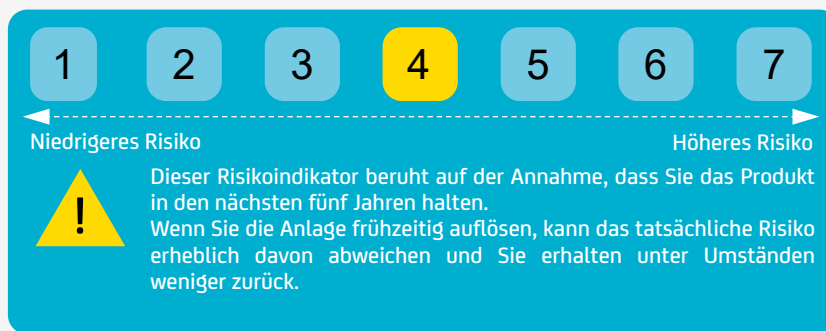 1 2 3 4 5 6 7
Niedrigeres Risiko Höheres Risiko
Dieser Risikoindikator beruht auf der Annahme, dass Sie das Produkt
in den nächsten fünf Jahren halten.
Wenn Sie die Anlage frühzeitig auflösen, kann das tatsächliche Risiko
! erheblich davon abweichen und Sie erhalten unter Umständen
weniger zurück.